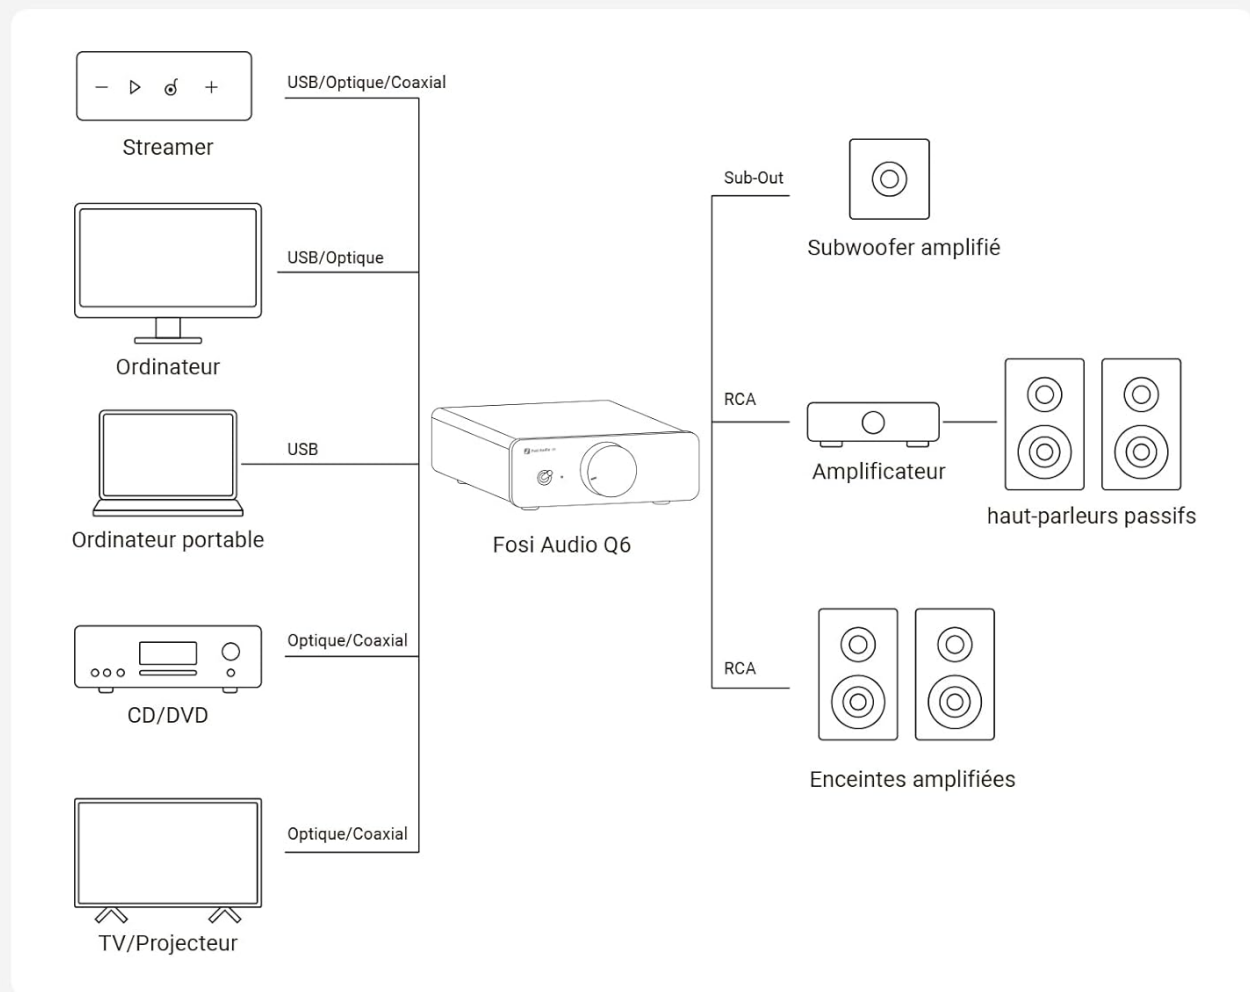 USB/Optique/Coaxial
Streamer
USB/Optique
Ordinateur
USB
Ordinateur portable
Optique/Coaxial
CD/DVD
Optique/Coaxial
TV/Projecteur
Fosi Audio Q6
Sub-Out
Subwoofer amplifié
RCA
Amplificateur
haut-parleurs passifs
RCA
Enceintes amplifiées